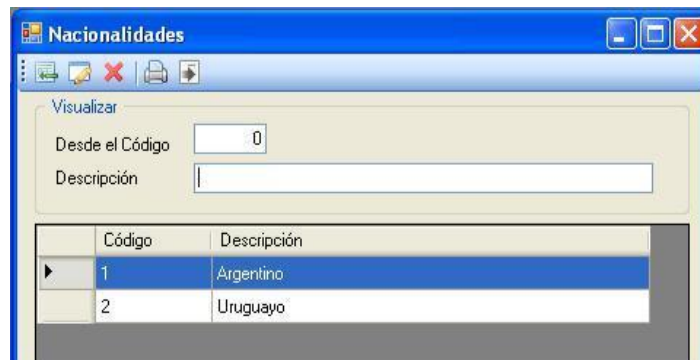 Nacionalidades
Visualizar
Desde el Código 0
Descripción
Código Descripción
1 Argentino
2 Uruguayo